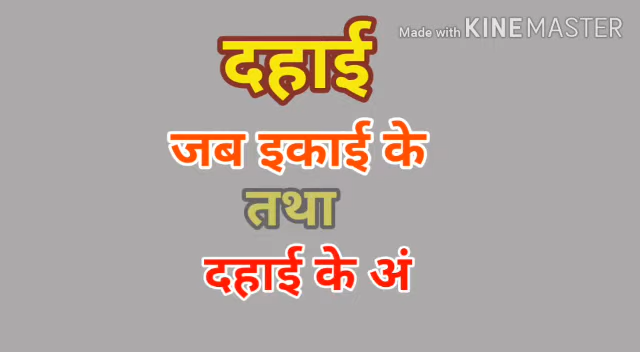 Made with KINEMASTER
दहाई
जब इकाई के
तथा
दहाई के अं